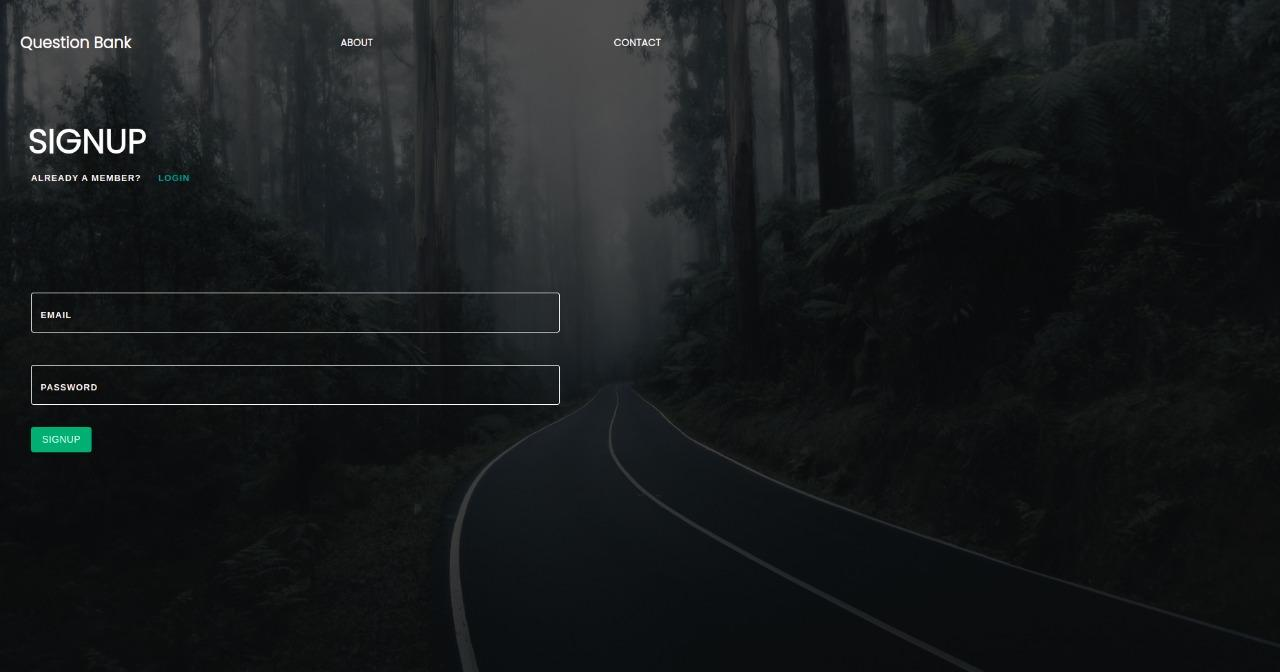 Question Bank ABOUT CONTACT
SIGNUP
ALREADY A MEMBER? LOGIN
EMAIL
PASSWORD
SIGNUP